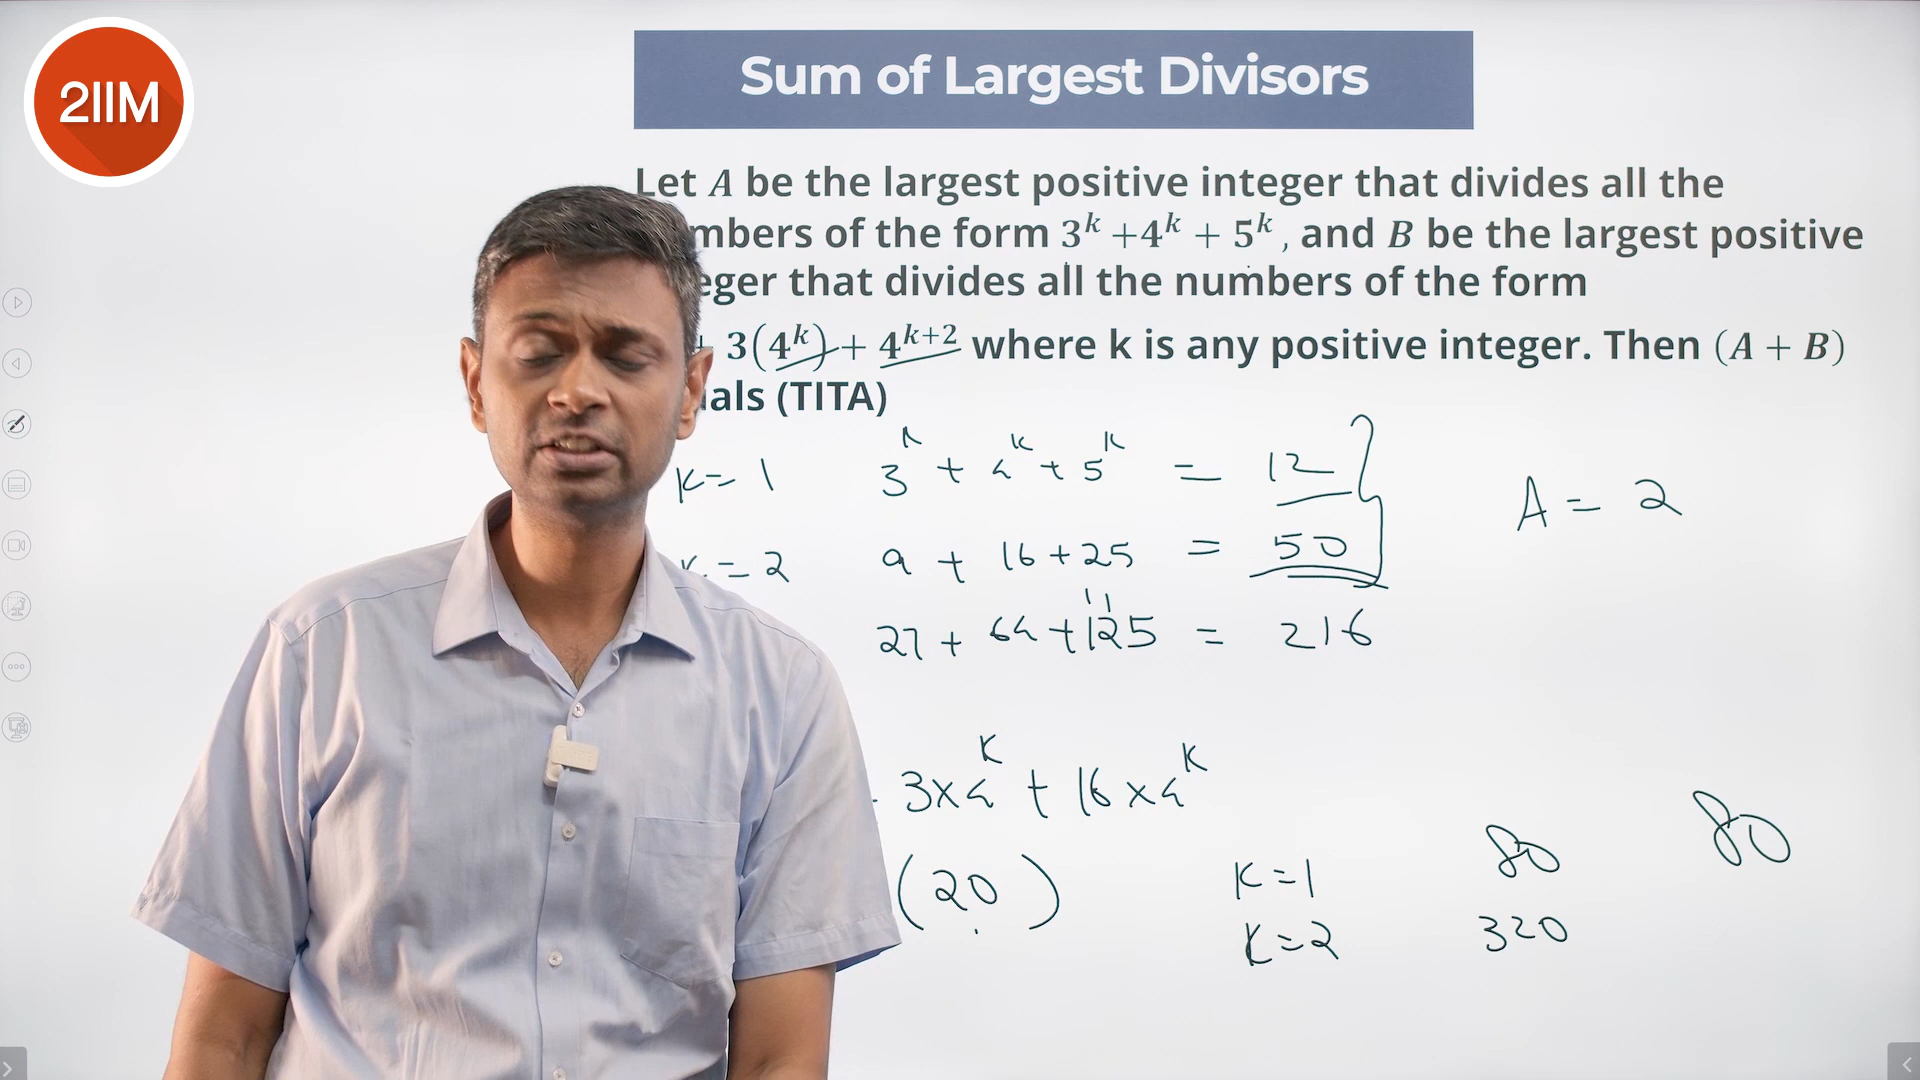 2IIM
Sum of Largest Divisors
Let A be the largest positive integer that divides all the
mbers of the form 3^k +4^k + 5^k, and B be the largest positive
eger that divides all the numbers of the form
+ 3(4^k) + 4^{k+2} where k is any positive integer. Then (A + B)
als (TITA)
K = 1 3^k + 4^k + 5^k = 12
K = 2 9 + 16 + 25 = 50
A = 2
27 + 64 + 125 = 216
3 x 4^k + 16 x 4^k
(20)
K = 1 80
K = 2 320
80